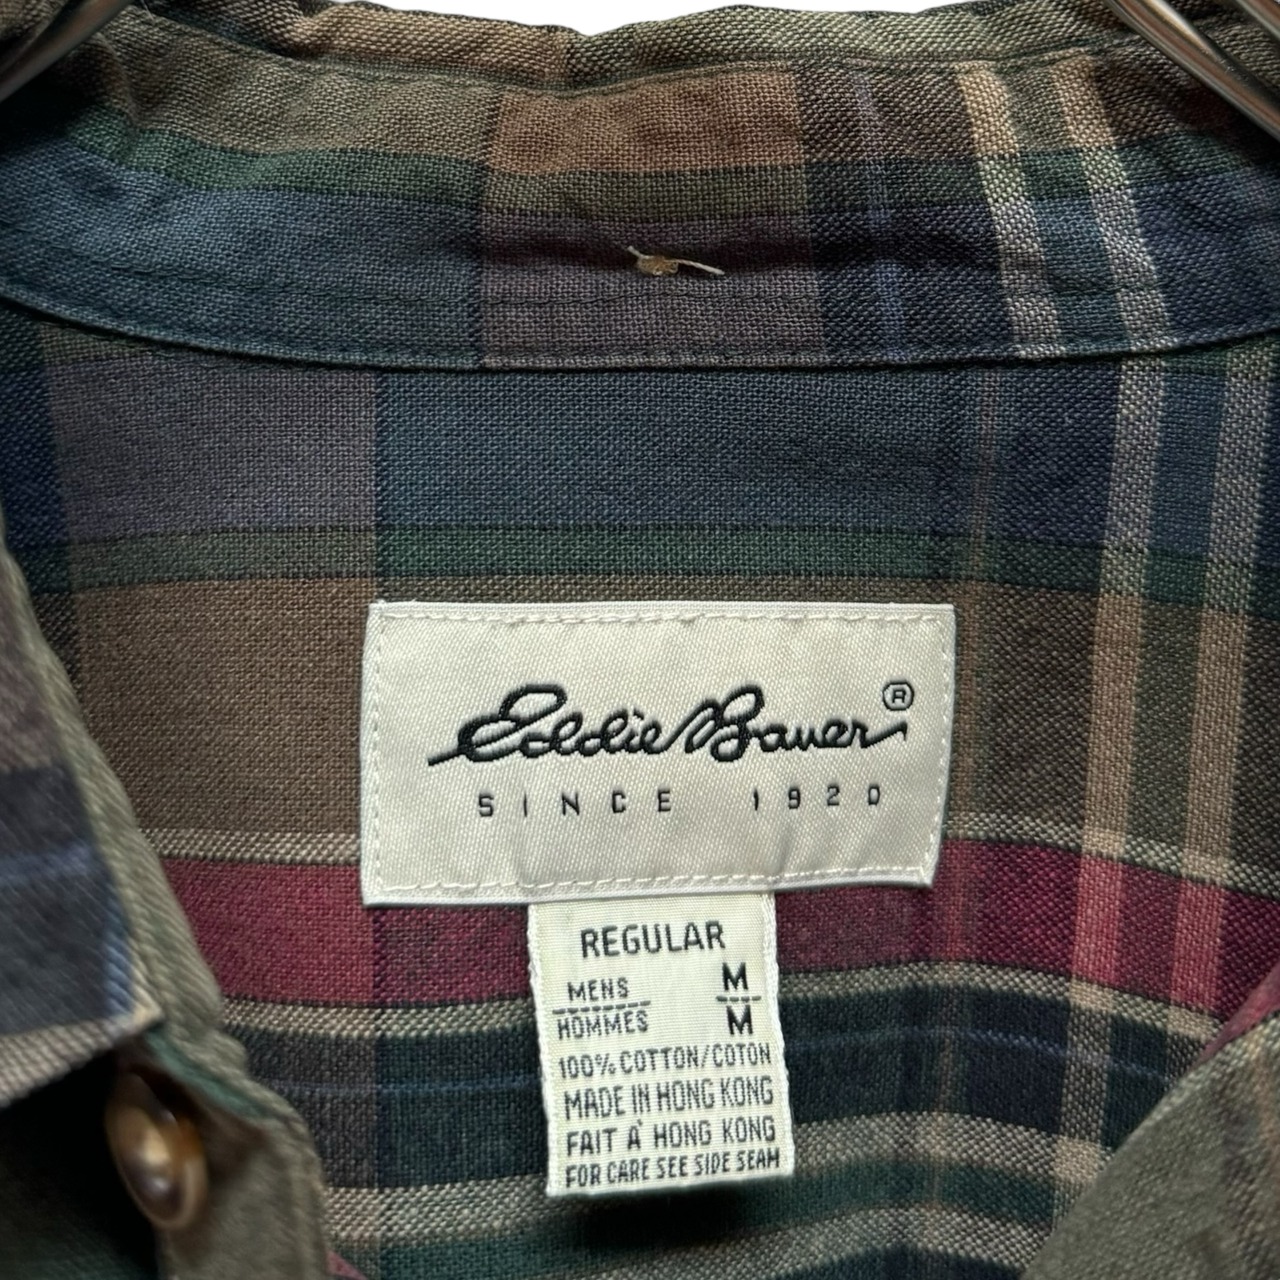 Eddie Bauer®
SINCE 1920
REGULAR
MENS M
HOMMES M
100% COTTON/COTON
MADE IN HONG KONG
FAIT À HONG KONG
FOR CARE SEE SIDE SEAM